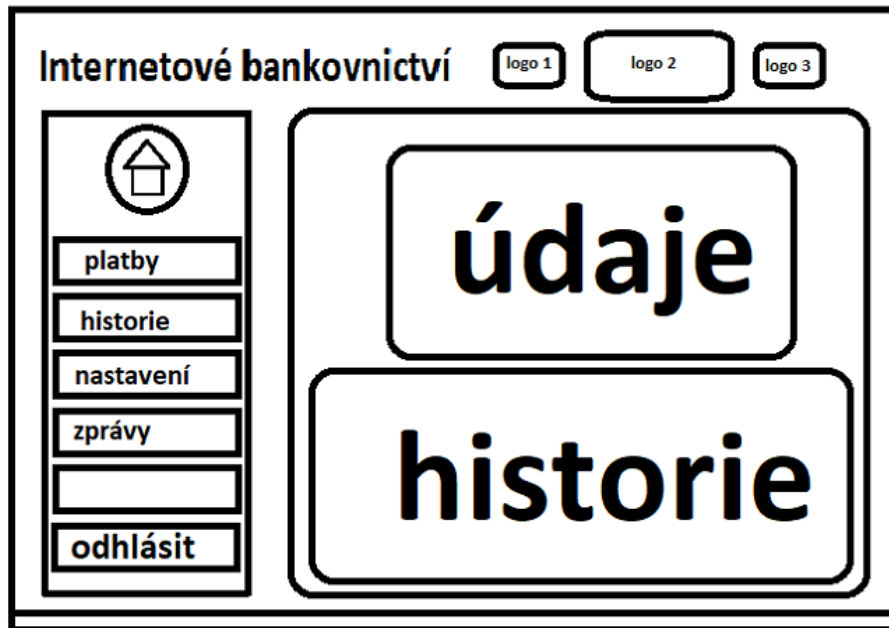 Internetové bankovnictví
logo 1
logo 2
logo 3
platby
historie
nastavení
zprávy
odhlásit
údaje
historie